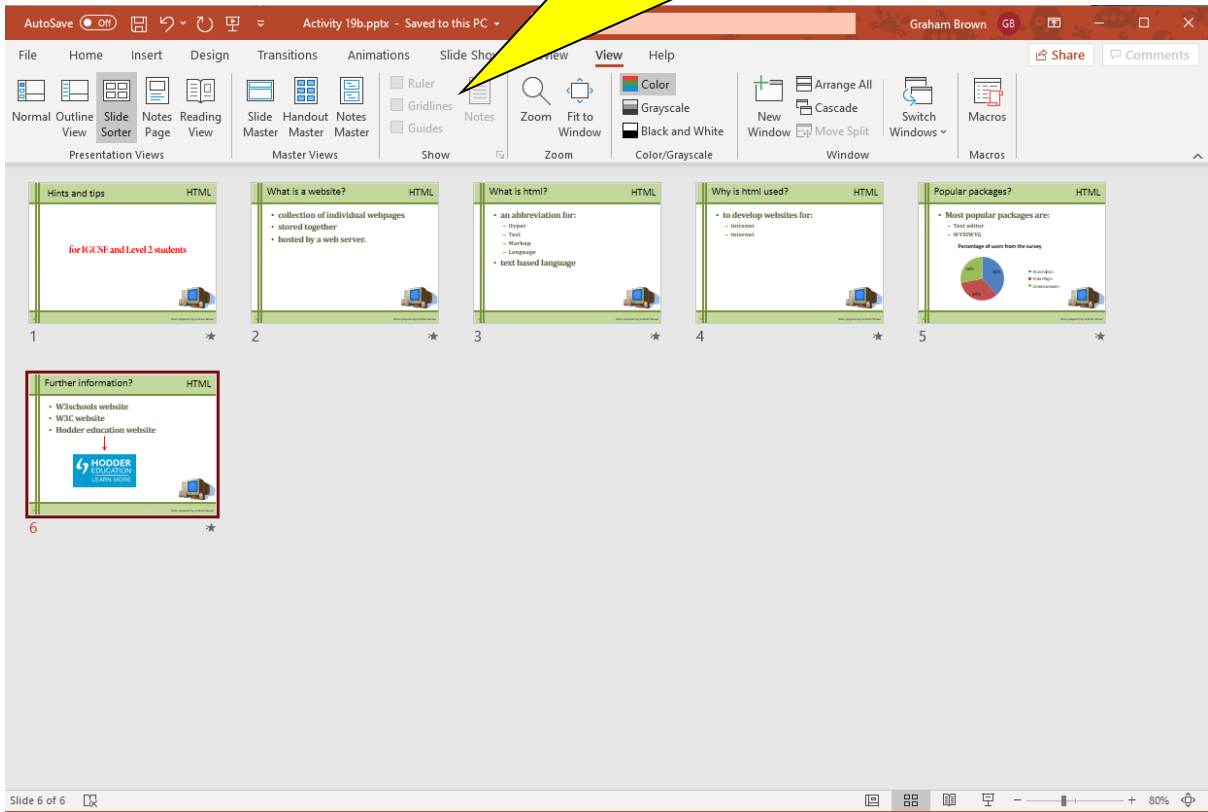 AutoSave Off Activity 19b.pptx - Saved to this PC Graham Brown GB
File Home Insert Design Transitions Animations Slide Show View Help Share Comments
Ruler Color Arrange All
Gridlines Grayscale Cascade
Guides Black and White Move Split
Normal Outline View Slide Sorter Notes Page Reading View Slide Master Handout Master Notes Master Notes Zoom Fit to Window New Window Switch Windows Macros
Presentation Views Master Views Show Zoom Color/Grayscale Window Macros
Hints and tips HTML
for IGCSE and Level 2 students
1
What is a website? HTML
• collection of individual webpages
• stored together
• hosted by a web server.
2
What is html? HTML
• an abbreviation for:
– Hyper
– Text
– Markup
– Language
• text based language
3
Why is html used? HTML
• to develop websites for:
– intranet
– internet
4
Popular packages? HTML
• Most popular packages are:
– Text editor
– WYSIWYG
Percentage of users from the survey
5
Further information? HTML
• W3schools website
• W3C website
• Hodder education website
HODDER
EDUCATION
LEARN MORE
6
Slide 6 of 6 80%